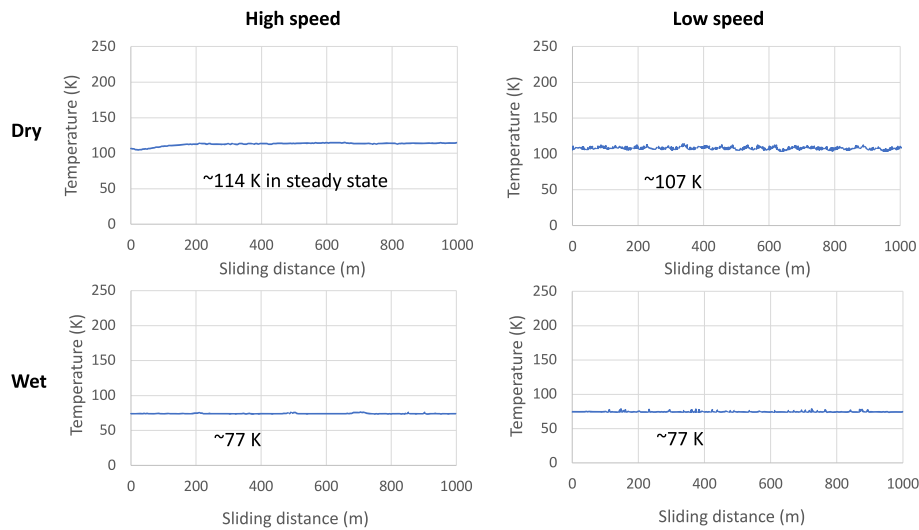 High speed
Low speed
Dry
Temperature (K)
250
200
150
100
50
0
~114 K in steady state
0 200 400 600 800 1000
Sliding distance (m)
Temperature (K)
250
200
150
100
50
0
~107 K
0 200 400 600 800 1000
Sliding distance (m)
Wet
Temperature (K)
250
200
150
100
50
0
~77 K
0 200 400 600 800 1000
Sliding distance (m)
Temperature (K)
250
200
150
100
50
0
~77 K
0 200 400 600 800 1000
Sliding distance (m)